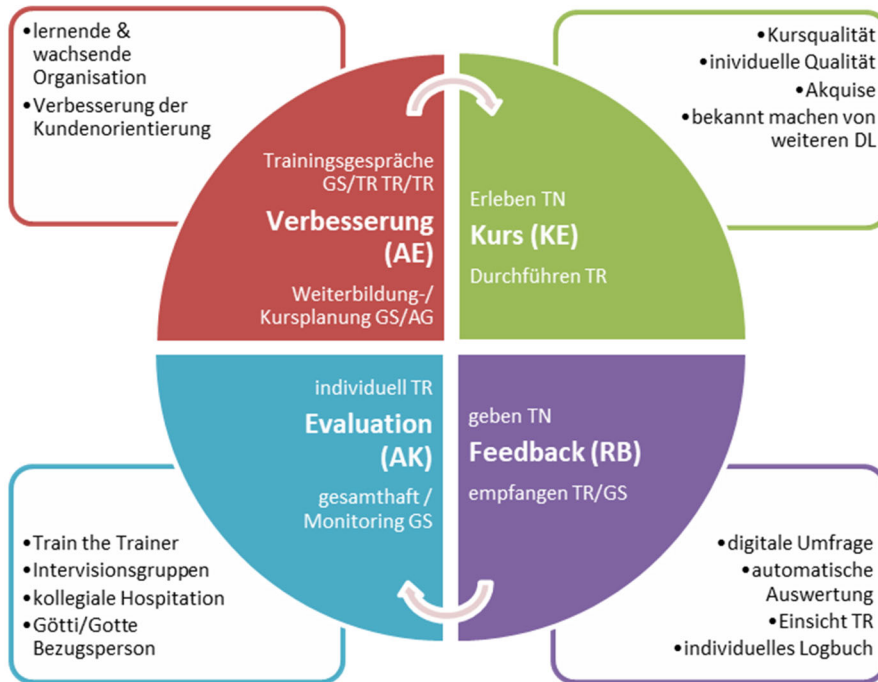 •lernende &
wachsende
Organisation
•Verbesserung der
Kundenorientierung
•Kursqualität
•inividuelle Qualität
•Akquise
•bekannt machen von
weiteren DL
Trainingsgespräche
GS/TR TR/TR
Verbesserung
(AE)
Weiterbildung-/
Kursplanung GS/AG
Erleben TN
Kurs (KE)
Durchführen TR
individuell TR
Evaluation
(AK)
gesamthaft /
Monitoring GS
geben TN
Feedback (RB)
empfangen TR/GS
•Train the Trainer
•Intervisionsgruppen
•kollegiale Hospitation
•Götti/Gotte
Bezugsperson
•digitale Umfrage
•automatische
Auswertung
•Einsicht TR
•individuelles Logbuch